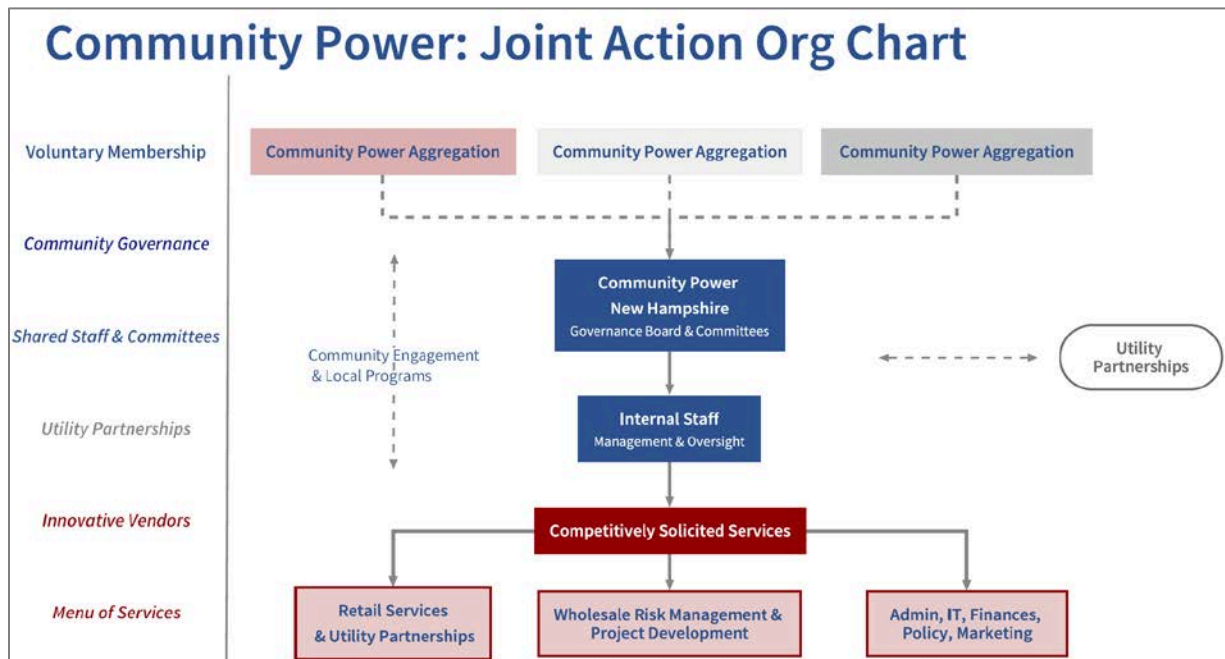 Community Power: Joint Action Org Chart
Voluntary Membership
Community Power Aggregation
Community Power Aggregation
Community Power Aggregation
Community Governance
Community Power
New Hampshire
Governance Board & Committees
Shared Staff & Committees
Community Engagement
& Local Programs
Utility
Partnerships
Utility Partnerships
Internal Staff
Management & Oversight
Innovative Vendors
Competitively Solicited Services
Menu of Services
Retail Services
& Utility Partnerships
Wholesale Risk Management &
Project Development
Admin, IT, Finances,
Policy, Marketing